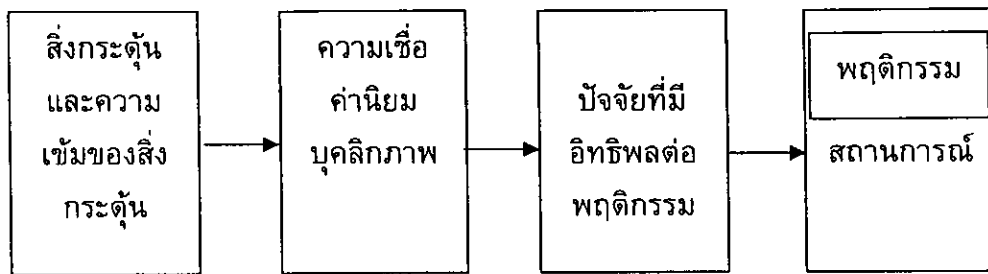 สิ่งกระตุ้น
และความ
เข้มของสิ่ง
กระตุ้น
ความเชื่อ
ค่านิยม
บุคลิกภาพ
ปัจจัยที่มี
อิทธิพลต่อ
พฤติกรรม
พฤติกรรม
สถานการณ์